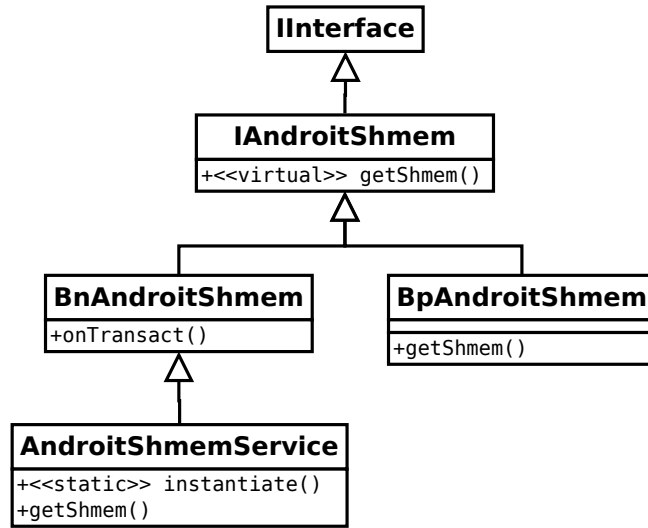 IInterface
IAndroitShmem
+<<virtual>> getShmem()
BnAndroitShmem
+onTransact()
BpAndroitShmem
+getShmem()
AndroitShmemService
+<<static>> instantiate()
+getShmem()